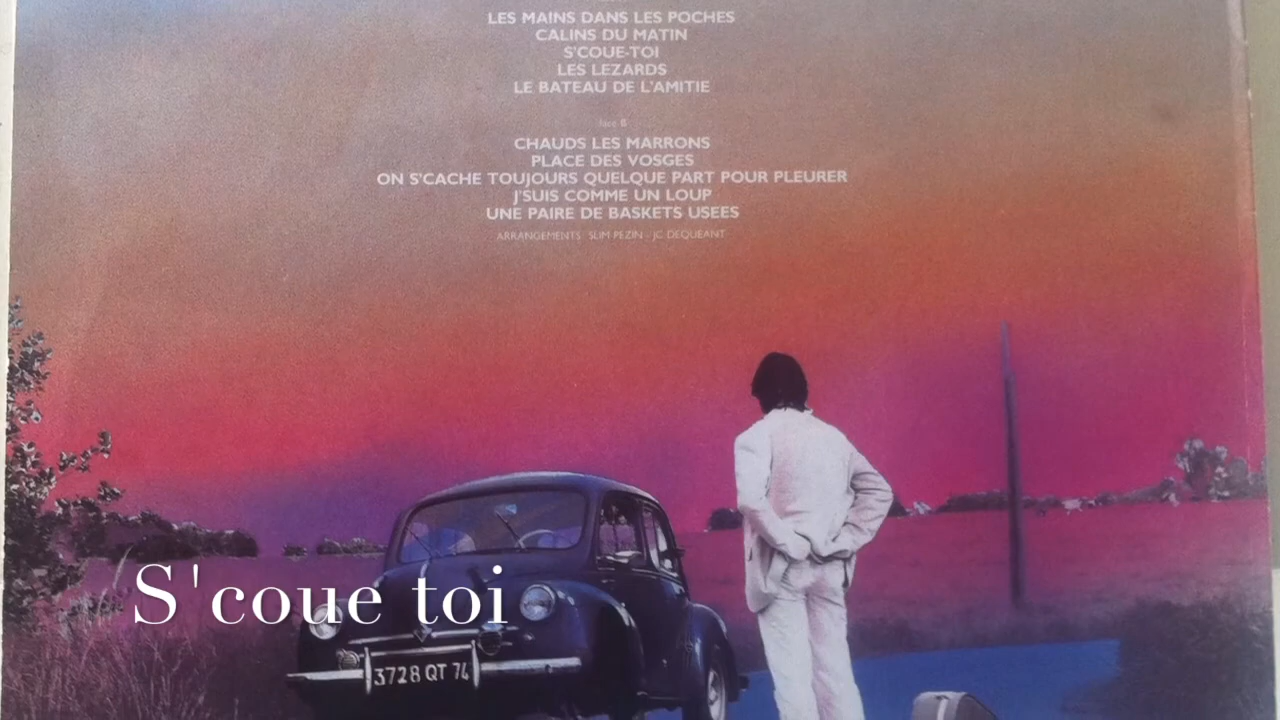 LES MAINS DANS LES POCHES
CALINS DU MATIN
S'COUE-TOI
LES LEZARDS
LE BATEAU DE L'AMITIE
face B
CHAUDS LES MARRONS
PLACE DES VOSGES
ON S'CACHE TOUJOURS QUELQUE PART POUR PLEURER
J'SUIS COMME UN LOUP
UNE PAIRE DE BASKETS USEES
ARRANGEMENTS SLIM PEZIN - JC DEQUEANT
S'coue toi
3728 QT 74